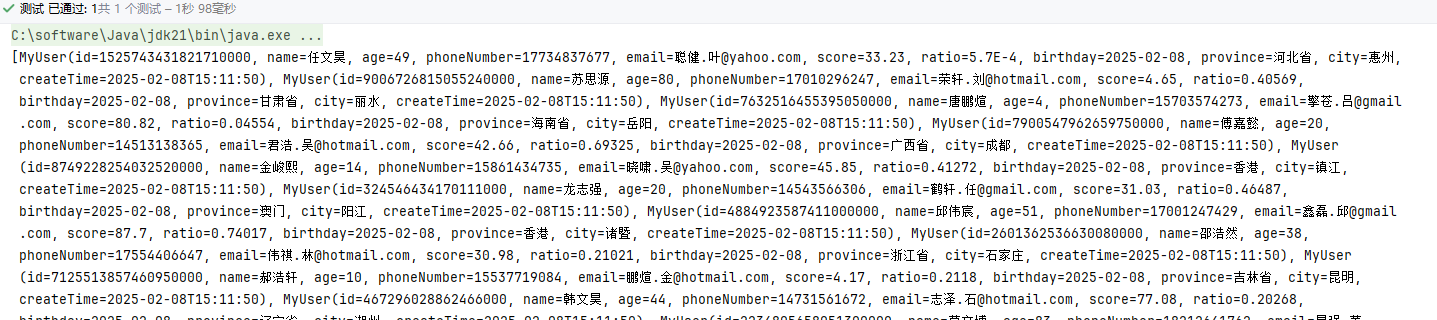 测试 已通过: 1共 1 个测试 – 1秒 98毫秒
C:\software\Java\jdk21\bin\java.exe ...
[MyUser(id=1525743431821710000, name=任文昊, age=49, phoneNumber=17734837677, email=聪健.叶@yahoo.com, score=33.23, ratio=5.7E-4, birthday=2025-02-08, province=河北省, city=惠州,
createTime=2025-02-08T15:11:50), MyUser(id=9006726815055240000, name=苏思源, age=80, phoneNumber=17010296247, email=荣轩.刘@hotmail.com, score=4.65, ratio=0.40569,
birthday=2025-02-08, province=甘肃省, city=丽水, createTime=2025-02-08T15:11:50), MyUser(id=7632516455395050000, name=唐鹏煊, age=4, phoneNumber=15703574273, email=擎苍.吕@gmail
.com, score=80.82, ratio=0.04554, birthday=2025-02-08, province=海南省, city=岳阳, createTime=2025-02-08T15:11:50), MyUser(id=7900547962659750000, name=傅嘉懿, age=20,
phoneNumber=14513138365, email=君浩.吴@hotmail.com, score=42.66, ratio=0.69325, birthday=2025-02-08, province=广西省, city=成都, createTime=2025-02-08T15:11:50), MyUser
(id=8749228254032520000, name=金峻熙, age=14, phoneNumber=15861434735, email=晓啸.吴@yahoo.com, score=45.85, ratio=0.41272, birthday=2025-02-08, province=香港, city=镇江,
createTime=2025-02-08T15:11:50), MyUser(id=324546434170111000, name=龙志强, age=20, phoneNumber=14543566306, email=鹤轩.任@gmail.com, score=31.03, ratio=0.46487,
birthday=2025-02-08, province=澳门, city=阳江, createTime=2025-02-08T15:11:50), MyUser(id=4884923587411000000, name=邱伟宸, age=51, phoneNumber=17001247429, email=鑫磊.邱@gmail
.com, score=87.7, ratio=0.74017, birthday=2025-02-08, province=香港, city=诸暨, createTime=2025-02-08T15:11:50), MyUser(id=2601362536630080000, name=邵浩然, age=38,
phoneNumber=17554406647, email=伟祺.林@hotmail.com, score=30.98, ratio=0.21021, birthday=2025-02-08, province=浙江省, city=石家庄, createTime=2025-02-08T15:11:50), MyUser
(id=7125513857460950000, name=郝浩轩, age=10, phoneNumber=15537719084, email=鹏煊.金@hotmail.com, score=4.17, ratio=0.2118, birthday=2025-02-08, province=吉林省, city=昆明,
createTime=2025-02-08T15:11:50), MyUser(id=467296028862466000, name=韩文昊, age=44, phoneNumber=14731561672, email=志泽.石@hotmail.com, score=77.08, ratio=0.20268,